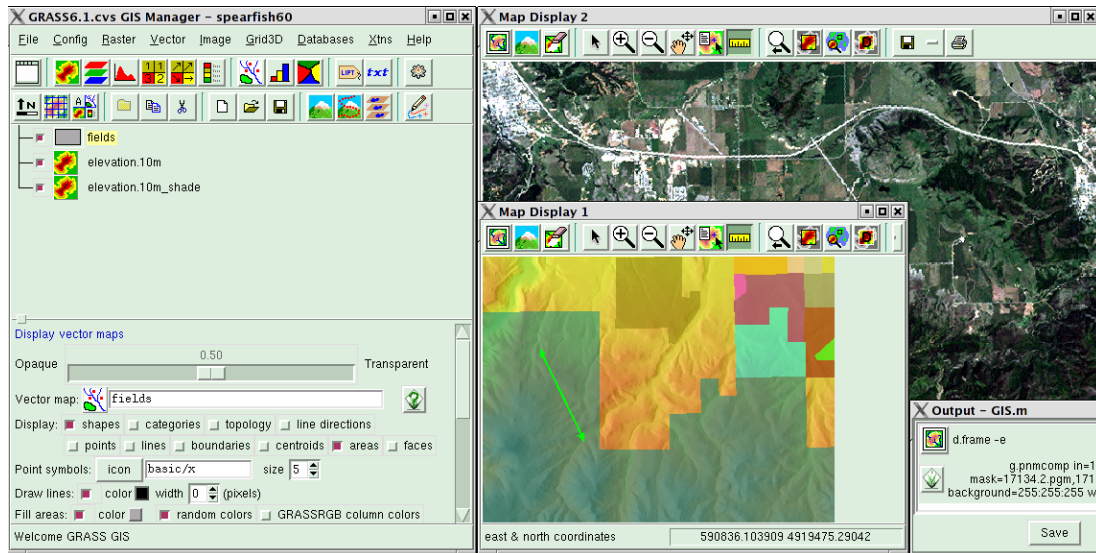 GRASS6.1.cvs GIS Manager - spearfish60
File Config Raster Vector Image Grid3D Databases Xtns Help
LIFT txt
fields
elevation.10m
elevation.10m_shade
Display vector maps
0.50
Opaque Transparent
Vector map: fields
Display: shapes categories topology line directions
points lines boundaries centroids areas faces
Point symbols: icon basic/x size 5
Draw lines: color width 0 (pixels)
Fill areas: color random colors GRASSRGB column colors
Welcome GRASS GIS
Map Display 2
Map Display 1
east & north coordinates 590836.103909 4919475.29042
Output - GIS.m
d.frame -e
g.pnmcomp in=1
mask=17134.2.pgm,171
background=255:255:255 w
Save